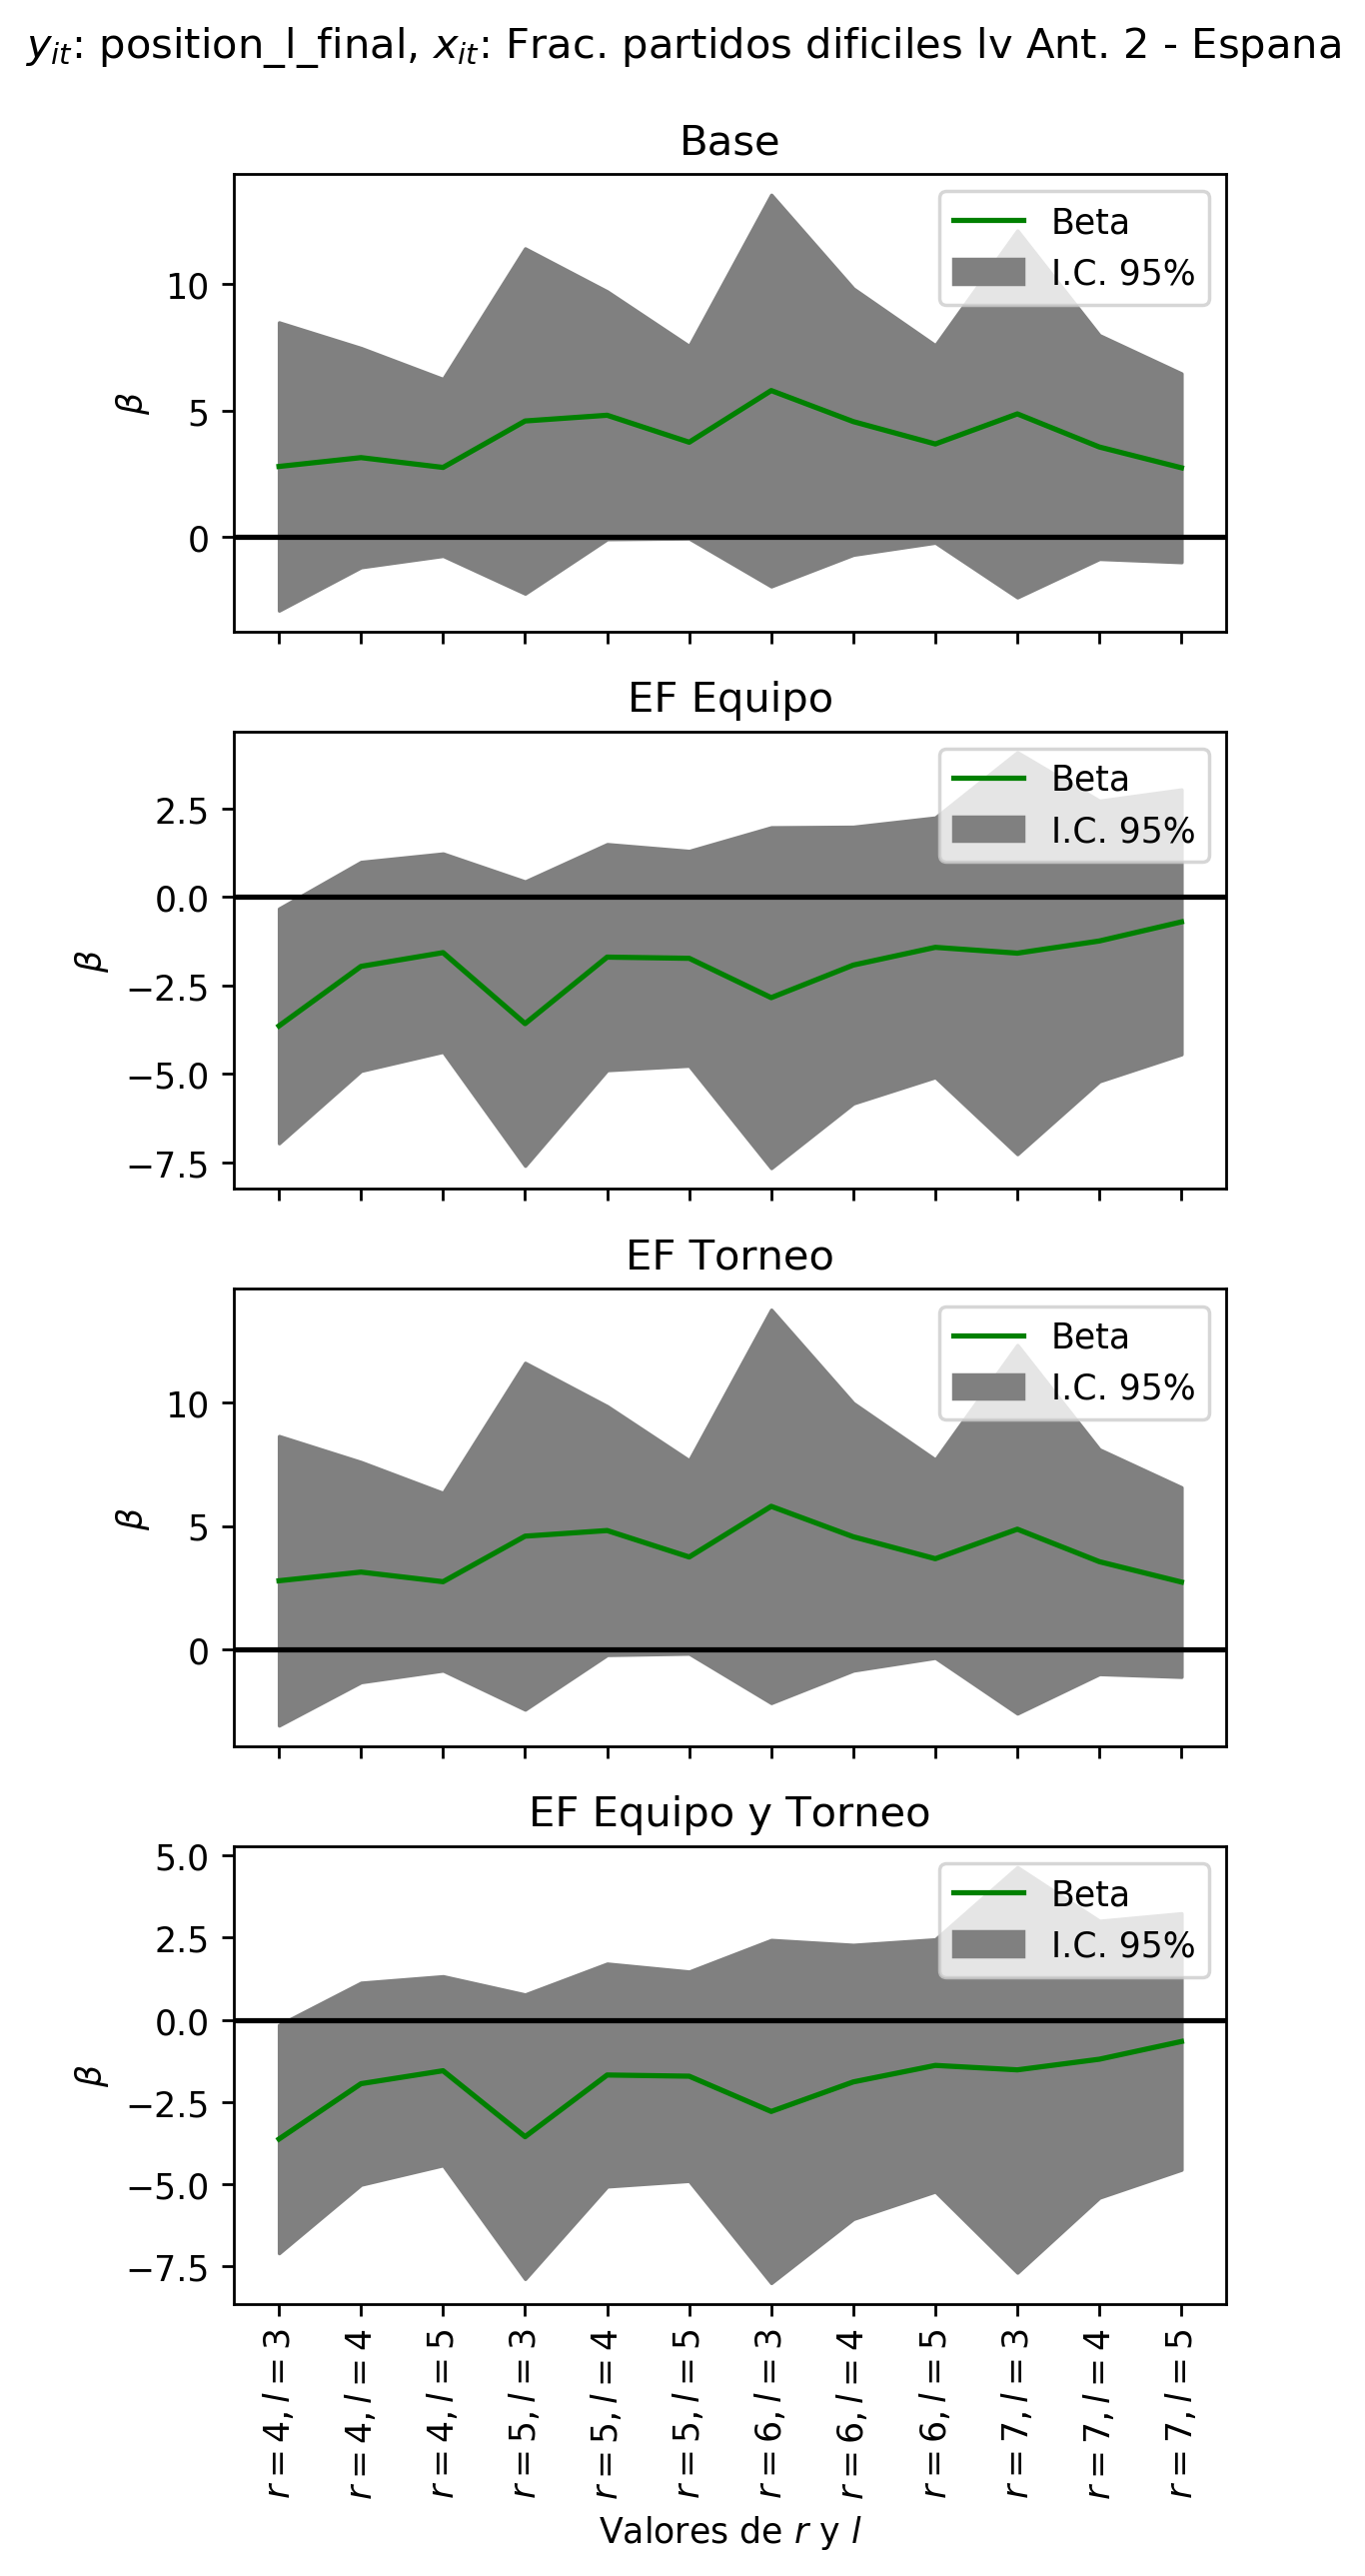 y_{it}: position_l_final, x_{it}: Frac. partidos dificiles lv Ant. 2 - Espana
Base
Beta
I.C. 95%
10
5
0
β
EF Equipo
Beta
I.C. 95%
2.5
0.0
−2.5
−5.0
−7.5
β
EF Torneo
Beta
I.C. 95%
10
5
0
β
EF Equipo y Torneo
Beta
I.C. 95%
5.0
2.5
0.0
−2.5
−5.0
−7.5
β
r = 4, l = 3
r = 4, l = 4
r = 4, l = 5
r = 5, l = 3
r = 5, l = 4
r = 5, l = 5
r = 6, l = 3
r = 6, l = 4
r = 6, l = 5
r = 7, l = 3
r = 7, l = 4
r = 7, l = 5
Valores de r y l